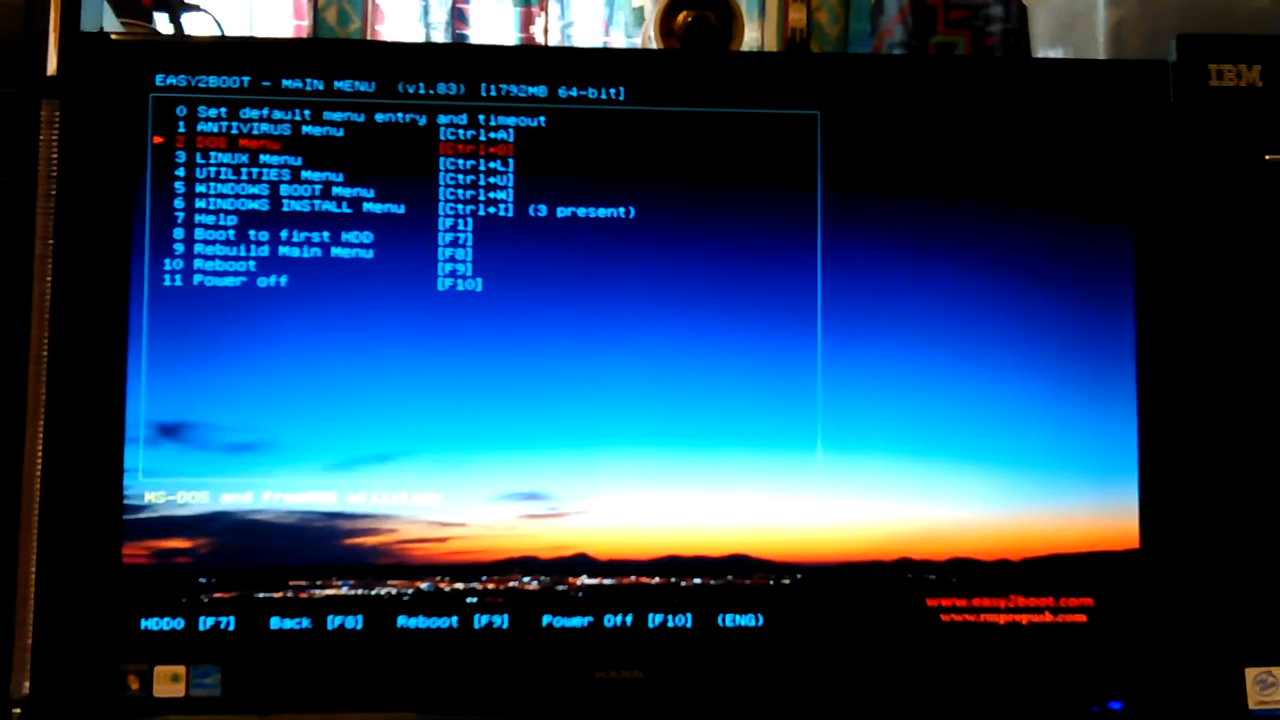 EASY2BOOT - MAIN MENU (v1.83) [1792MB 64-bit]
IBM
0 Set default menu entry and timeout
1 ANTIVIRUS Menu [Ctrl+A]
2 DOS Menu [Ctrl+D]
3 LINUX Menu [Ctrl+L]
4 UTILITIES Menu [Ctrl+U]
5 WINDOWS BOOT Menu [Ctrl+W]
6 WINDOWS INSTALL Menu [Ctrl+I] (3 present)
7 Help [F1]
8 Boot to first HDD [F7]
9 Rebuild Main Menu [F8]
10 Reboot [F9]
11 Power off [F10]
MS-DOS and FreeDOS utilities
www.easy2boot.com
www.rmprepusb.com
HDD0 [F7] Back [F8] Reboot [F9] Power Off [F10] (ENG)